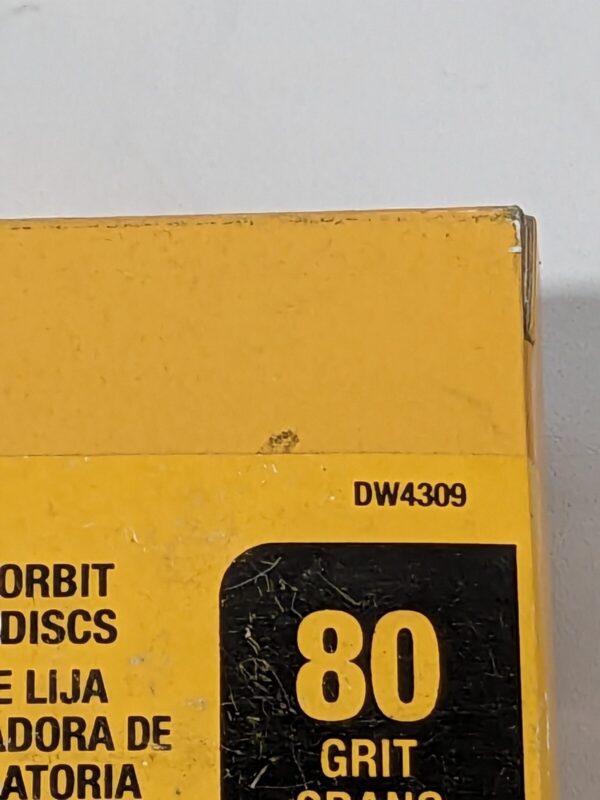 DW4309
ORBIT
DISCS
E LIJA
ADORA DE
ATORIA
80
GRIT